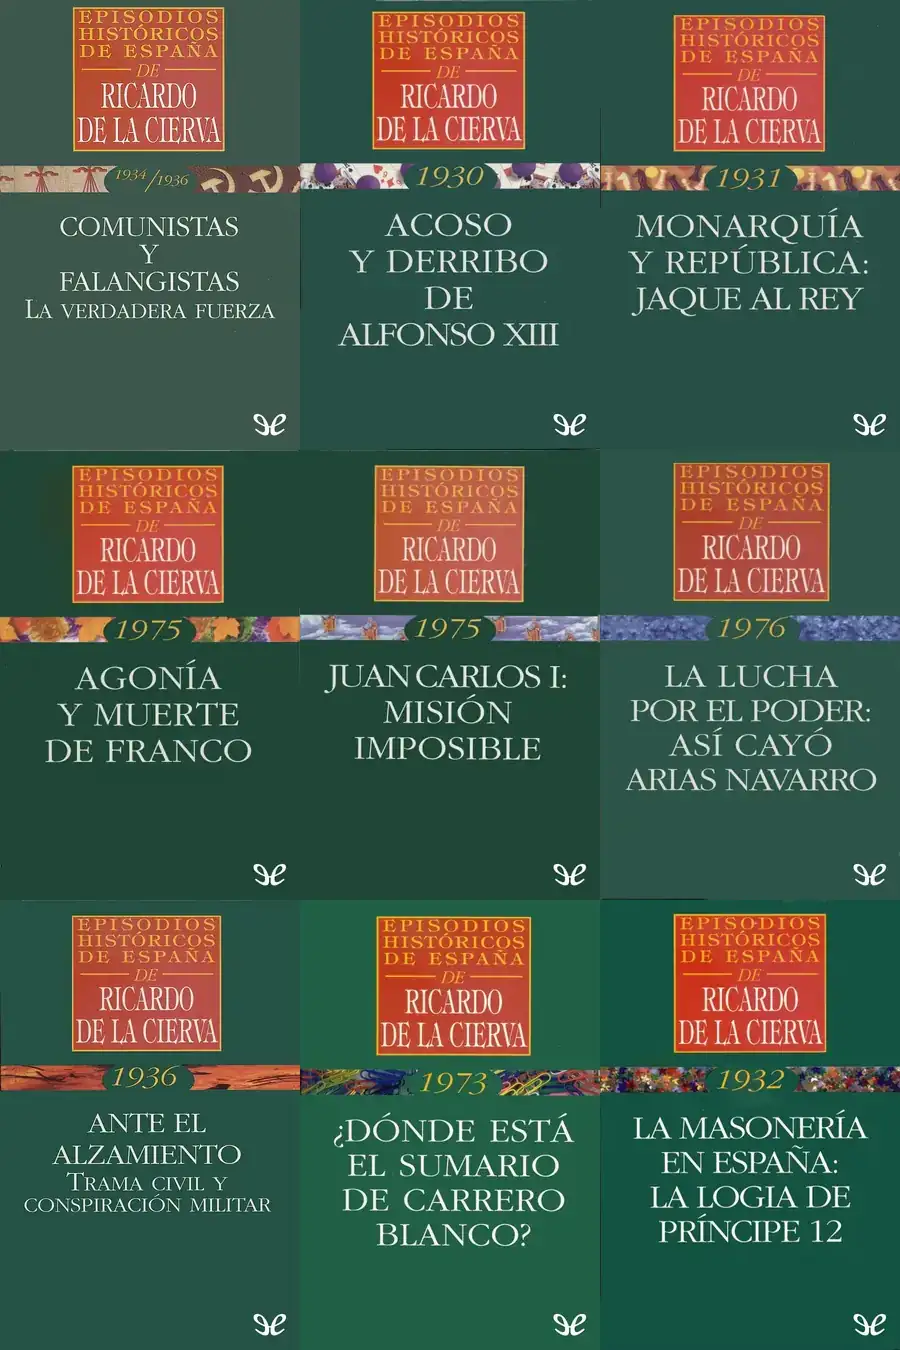 EPISODIOS
HISTÓRICOS
DE ESPAÑA
DE
RICARDO
DE LA CIERVA
1934/1936
COMUNISTAS
Y
FALANGISTAS
LA VERDADERA FUERZA
EPISODIOS
HISTÓRICOS
DE ESPAÑA
DE
RICARDO
DE LA CIERVA
1930
ACOSO
Y DERRIBO
DE
ALFONSO XIII
EPISODIOS
HISTÓRICOS
DE ESPAÑA
DE
RICARDO
DE LA CIERVA
1931
MONARQUÍA
Y REPÚBLICA:
JAQUE AL REY
EPISODIOS
HISTÓRICOS
DE ESPAÑA
DE
RICARDO
DE LA CIERVA
1975
AGONÍA
Y MUERTE
DE FRANCO
EPISODIOS
HISTÓRICOS
DE ESPAÑA
DE
RICARDO
DE LA CIERVA
1975
JUAN CARLOS I:
MISIÓN
IMPOSIBLE
EPISODIOS
HISTÓRICOS
DE ESPAÑA
DE
RICARDO
DE LA CIERVA
1976
LA LUCHA
POR EL PODER:
ASÍ CAYÓ
ARIAS NAVARRO
EPISODIOS
HISTÓRICOS
DE ESPAÑA
DE
RICARDO
DE LA CIERVA
1936
ANTE EL
ALZAMIENTO
TRAMA CIVIL Y
CONSPIRACIÓN MILITAR
EPISODIOS
HISTÓRICOS
DE ESPAÑA
DE
RICARDO
DE LA CIERVA
1973
¿DÓNDE ESTÁ
EL SUMARIO
DE CARRERO
BLANCO?
EPISODIOS
HISTÓRICOS
DE ESPAÑA
DE
RICARDO
DE LA CIERVA
1932
LA MASONERÍA
EN ESPAÑA:
LA LOGIA DE
PRÍNCIPE 12